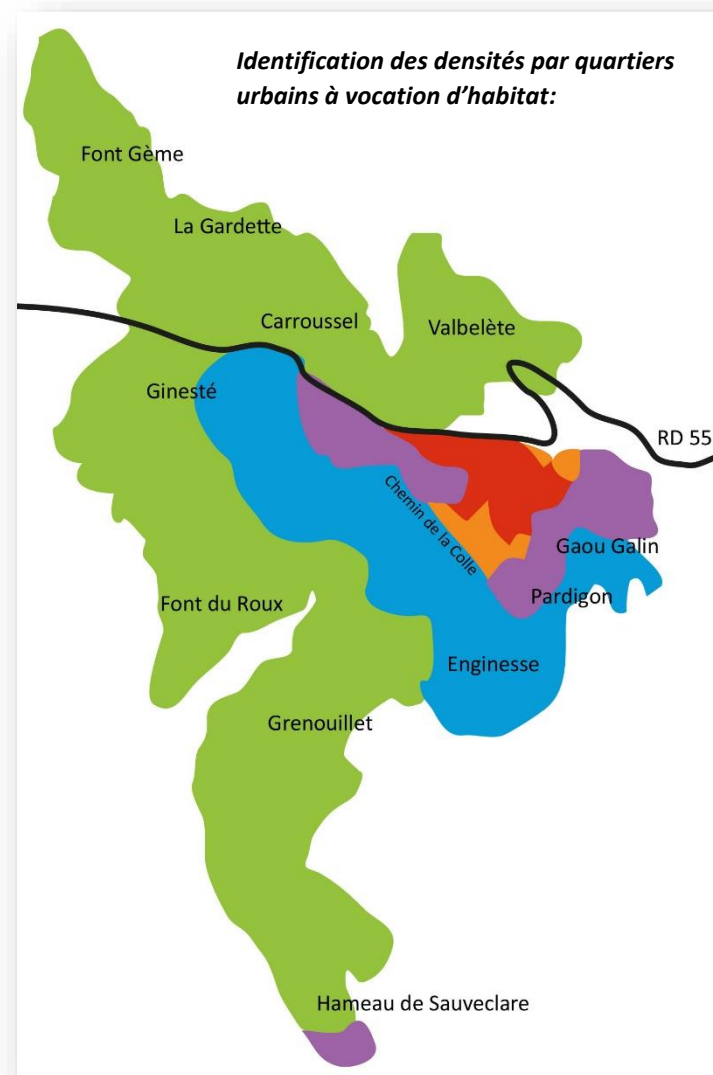 Identification des densités par quartiers
urbains à vocation d’habitat:
Font Gème
La Gardette
Carroussel
Valbelète
Ginesté
RD 55
Chemin de la Colle
Gaou Galin
Font du Roux
Pardigon
Enginesse
Grenouillet
Hameau de Sauveclare